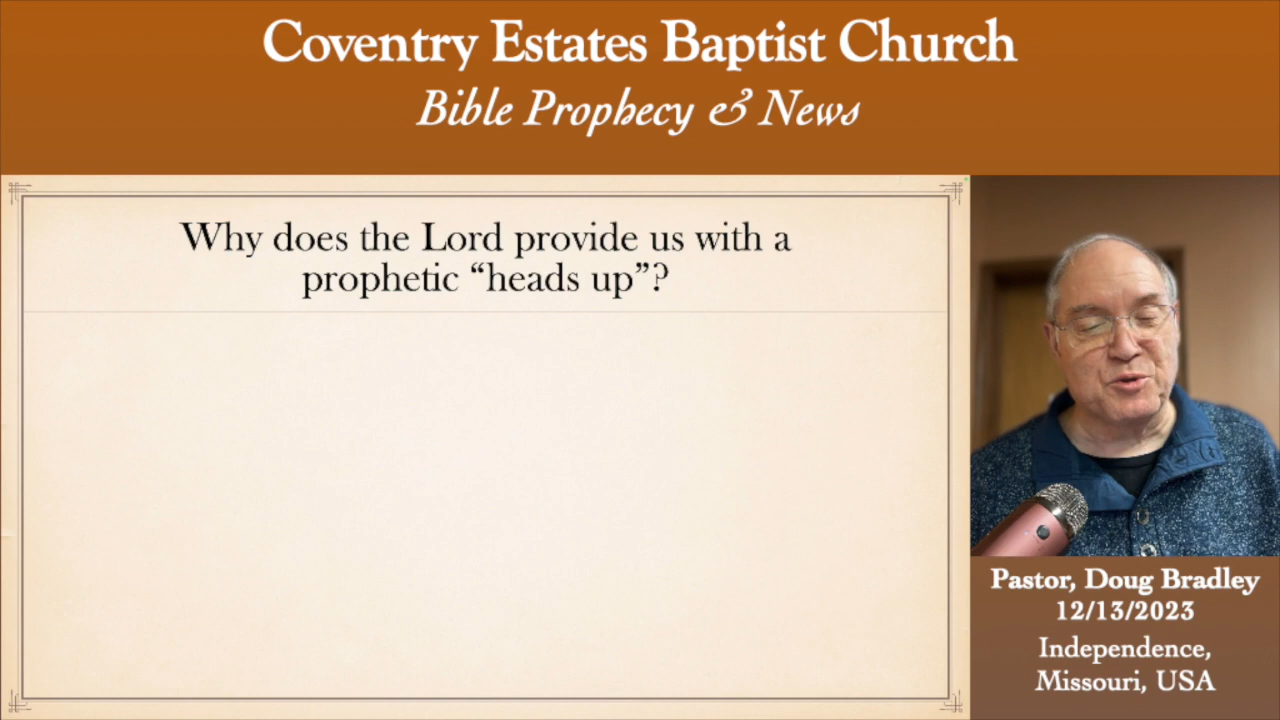 Coventry Estates Baptist Church
Bible Prophecy & News
Why does the Lord provide us with a
prophetic “heads up”?
Pastor, Doug Bradley
12/13/2023
Independence,
Missouri, USA